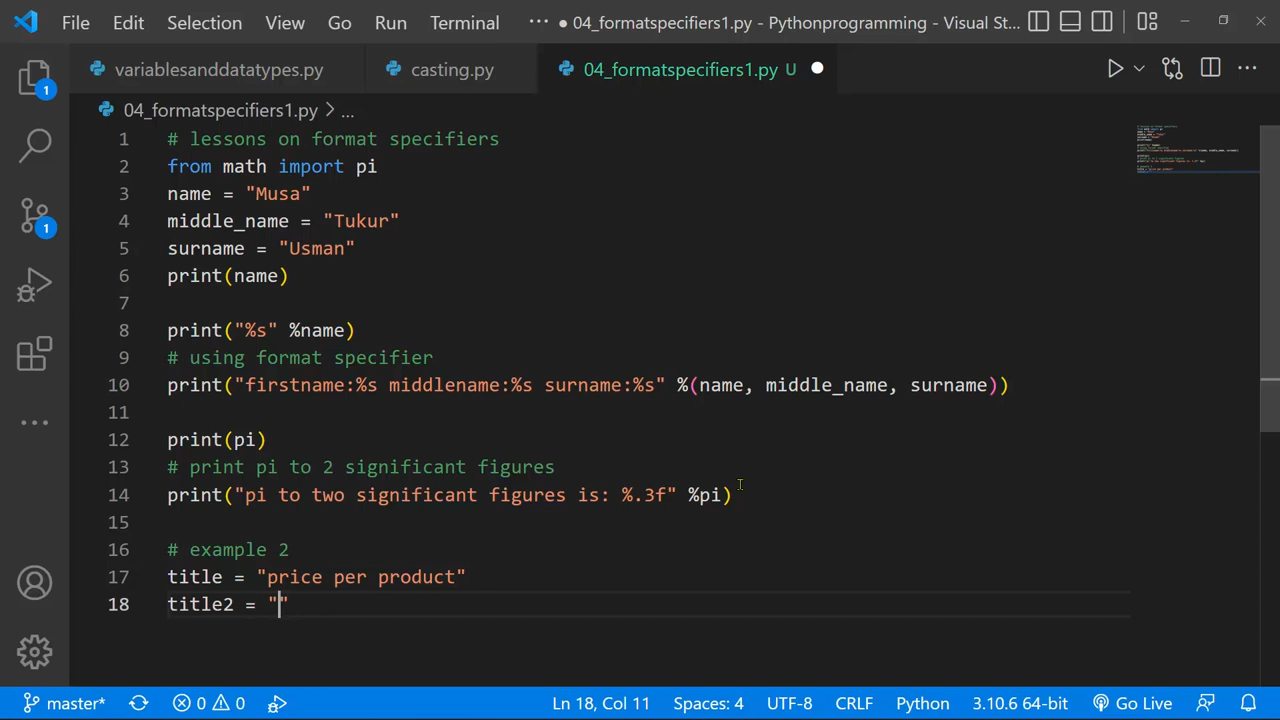 File Edit Selection View Go Run Terminal ··· ● 04_formatspecifiers1.py - Pythonprogramming - Visual St...
variablesanddatatypes.py casting.py 04_formatspecifiers1.py U ●
04_formatspecifiers1.py > ...
1 # lessons on format specifiers
2 from math import pi
3 name = "Musa"
4 middle_name = "Tukur"
5 surname = "Usman"
6 print(name)
7
8 print("%s" %name)
9 # using format specifier
10 print("firstname:%s middlename:%s surname:%s" %(name, middle_name, surname))
11
12 print(pi)
13 # print pi to 2 significant figures
14 print("pi to two significant figures is: %.3f" %pi)
15
16 # example 2
17 title = "price per product"
18 title2 = ""
1
1
master* 0 0 Ln 18, Col 11 Spaces: 4 UTF-8 CRLF Python 3.10.6 64-bit Go Live